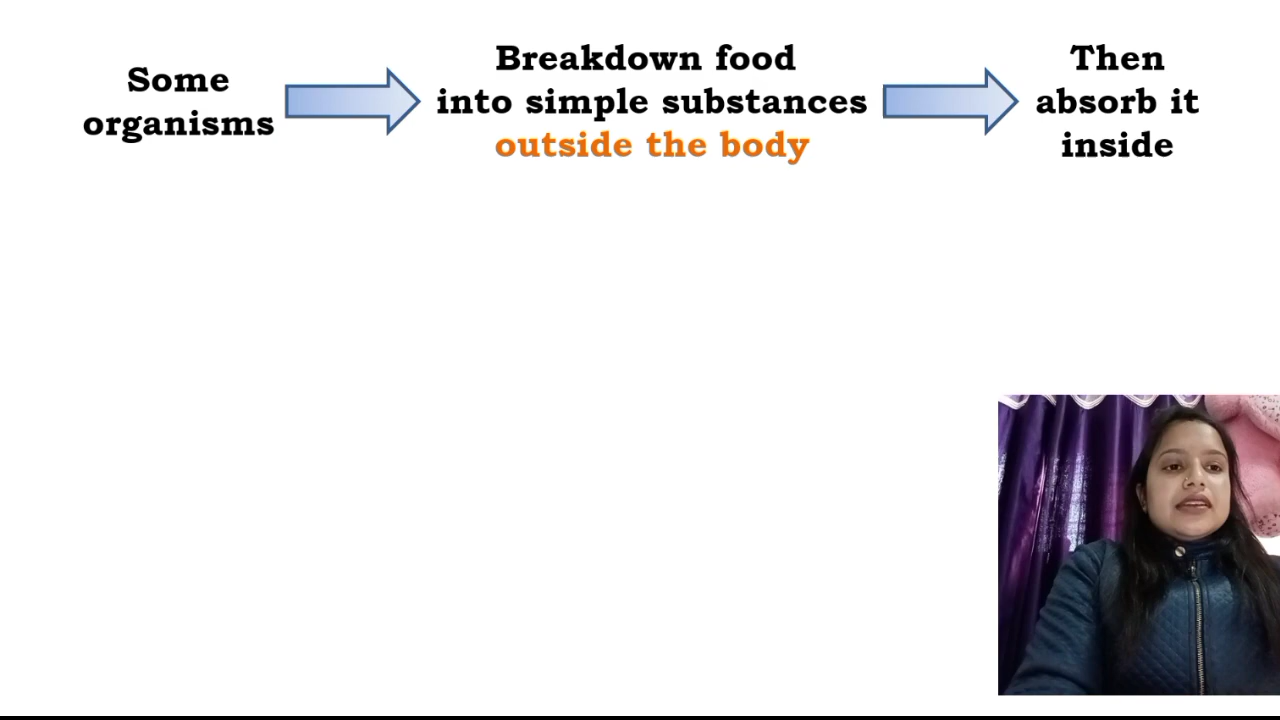 Some
organisms
Breakdown food
into simple substances
outside the body
Then
absorb it
inside